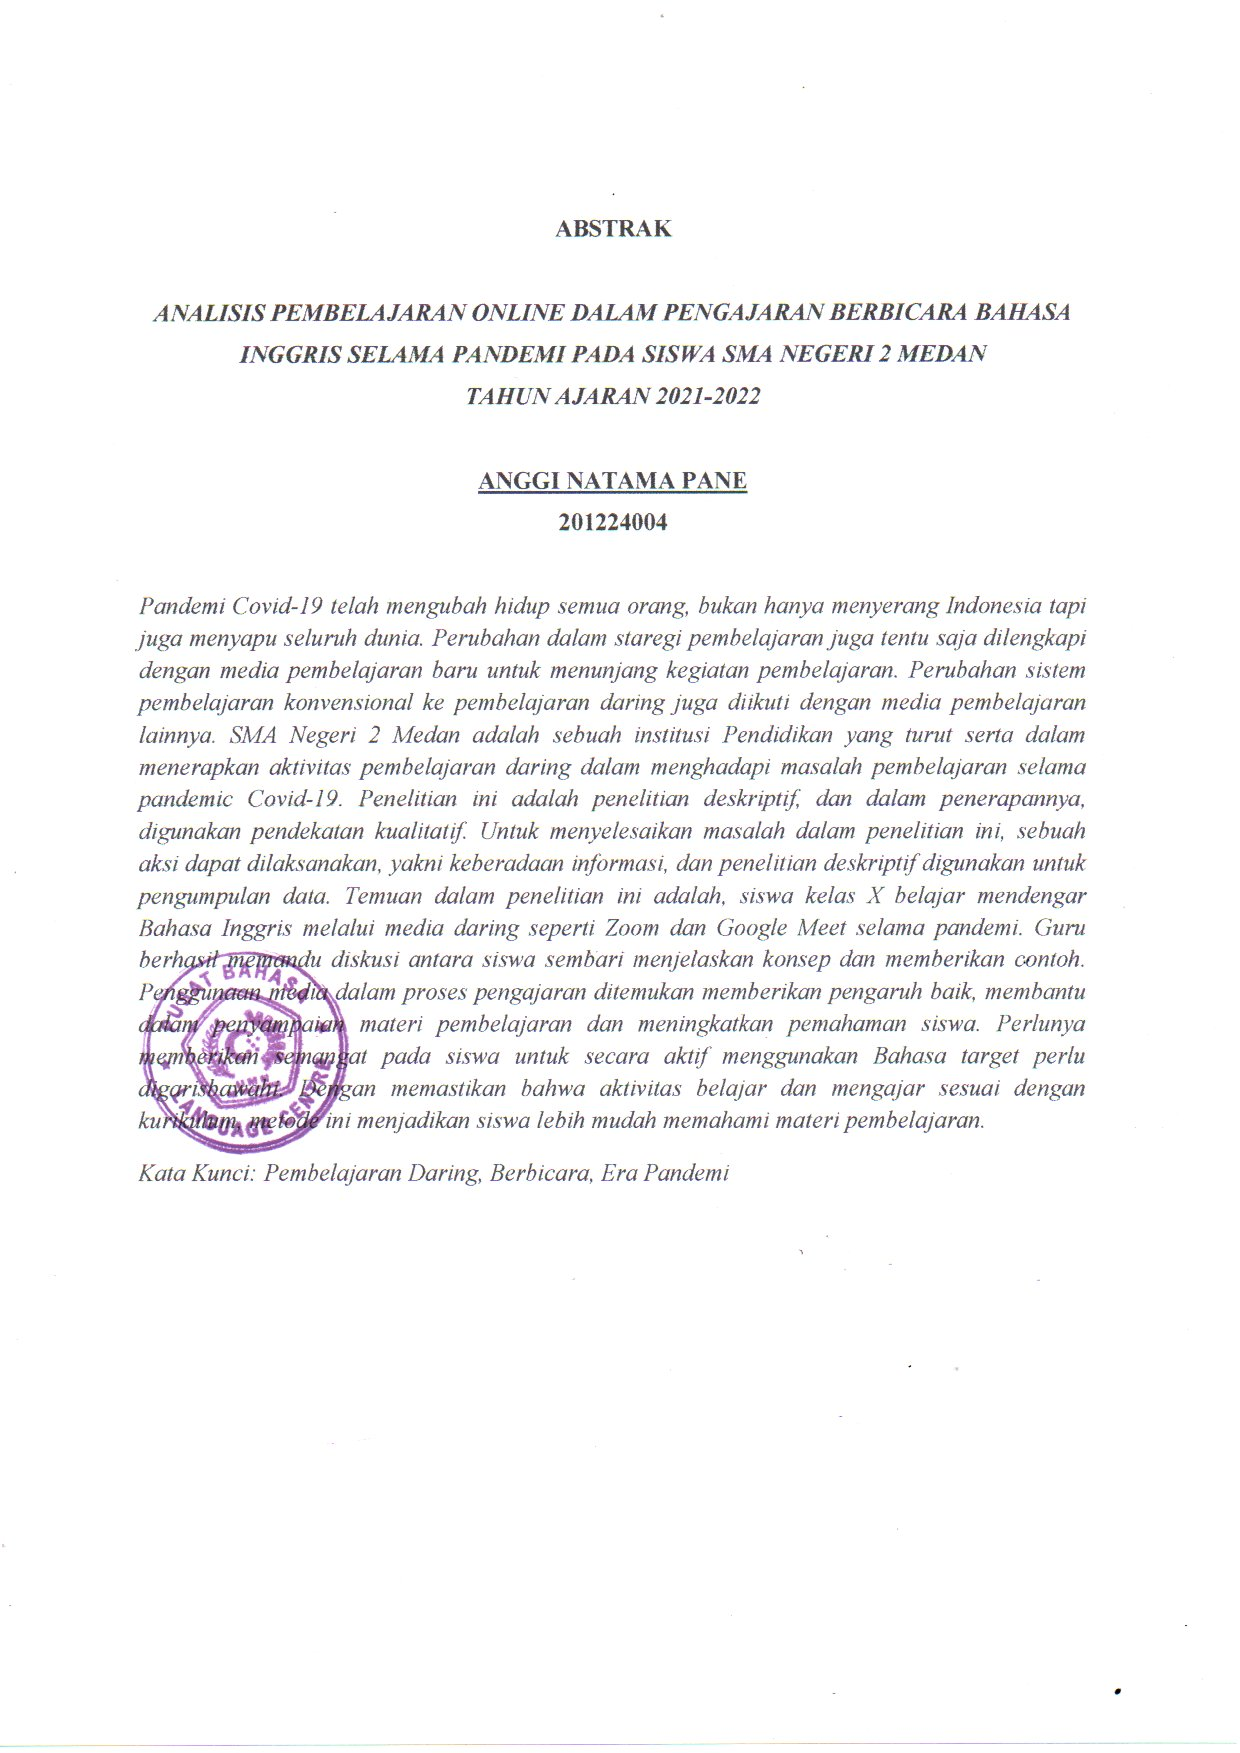 ABSTRAK
ANALISIS PEMBELAJARAN ONLINE DALAM PENGAJARAN BERBICARA BAHASA
INGGRIS SELAMA PANDEMI PADA SISWA SMA NEGERI 2 MEDAN
TAHUN AJARAN 2021-2022
ANGGI NATAMA PANE
201224004
Pandemi Covid-19 telah mengubah hidup semua orang, bukan hanya menyerang Indonesia tapi
juga menyapu seluruh dunia. Perubahan dalam staregi pembelajaran juga tentu saja dilengkapi
dengan media pembelajaran baru untuk menunjang kegiatan pembelajaran. Perubahan sistem
pembelajaran konvensional ke pembelajaran daring juga diikuti dengan media pembelajaran
lainnya. SMA Negeri 2 Medan adalah sebuah institusi Pendidikan yang turut serta dalam
menerapkan aktivitas pembelajaran daring dalam menghadapi masalah pembelajaran selama
pandemic Covid-19. Penelitian ini adalah penelitian deskriptif, dan dalam penerapannya,
digunakan pendekatan kualitatif. Untuk menyelesaikan masalah dalam penelitian ini, sebuah
aksi dapat dilaksanakan, yakni keberadaan informasi, dan penelitian deskriptif digunakan untuk
pengumpulan data. Temuan dalam penelitian ini adalah, siswa kelas X belajar mendengar
Bahasa Inggris melalui media daring seperti Zoom dan Google Meet selama pandemi. Guru
berhasil memandu diskusi antara siswa sembari menjelaskan konsep dan memberikan contoh.
Penggunaan media dalam proses pengajaran ditemukan memberikan pengaruh baik, membantu
dalam penyampaian materi pembelajaran dan meningkatkan pemahaman siswa. Perlunya
memberikan semangat pada siswa untuk secara aktif menggunakan Bahasa target perlu
digarisbawahi. Dengan memastikan bahwa aktivitas belajar dan mengajar sesuai dengan
kurikulum, metode ini menjadikan siswa lebih mudah memahami materi pembelajaran.
Kata Kunci: Pembelajaran Daring, Berbicara, Era Pandemi
PUSAT BAHASA
LANGUAGE CENTRE